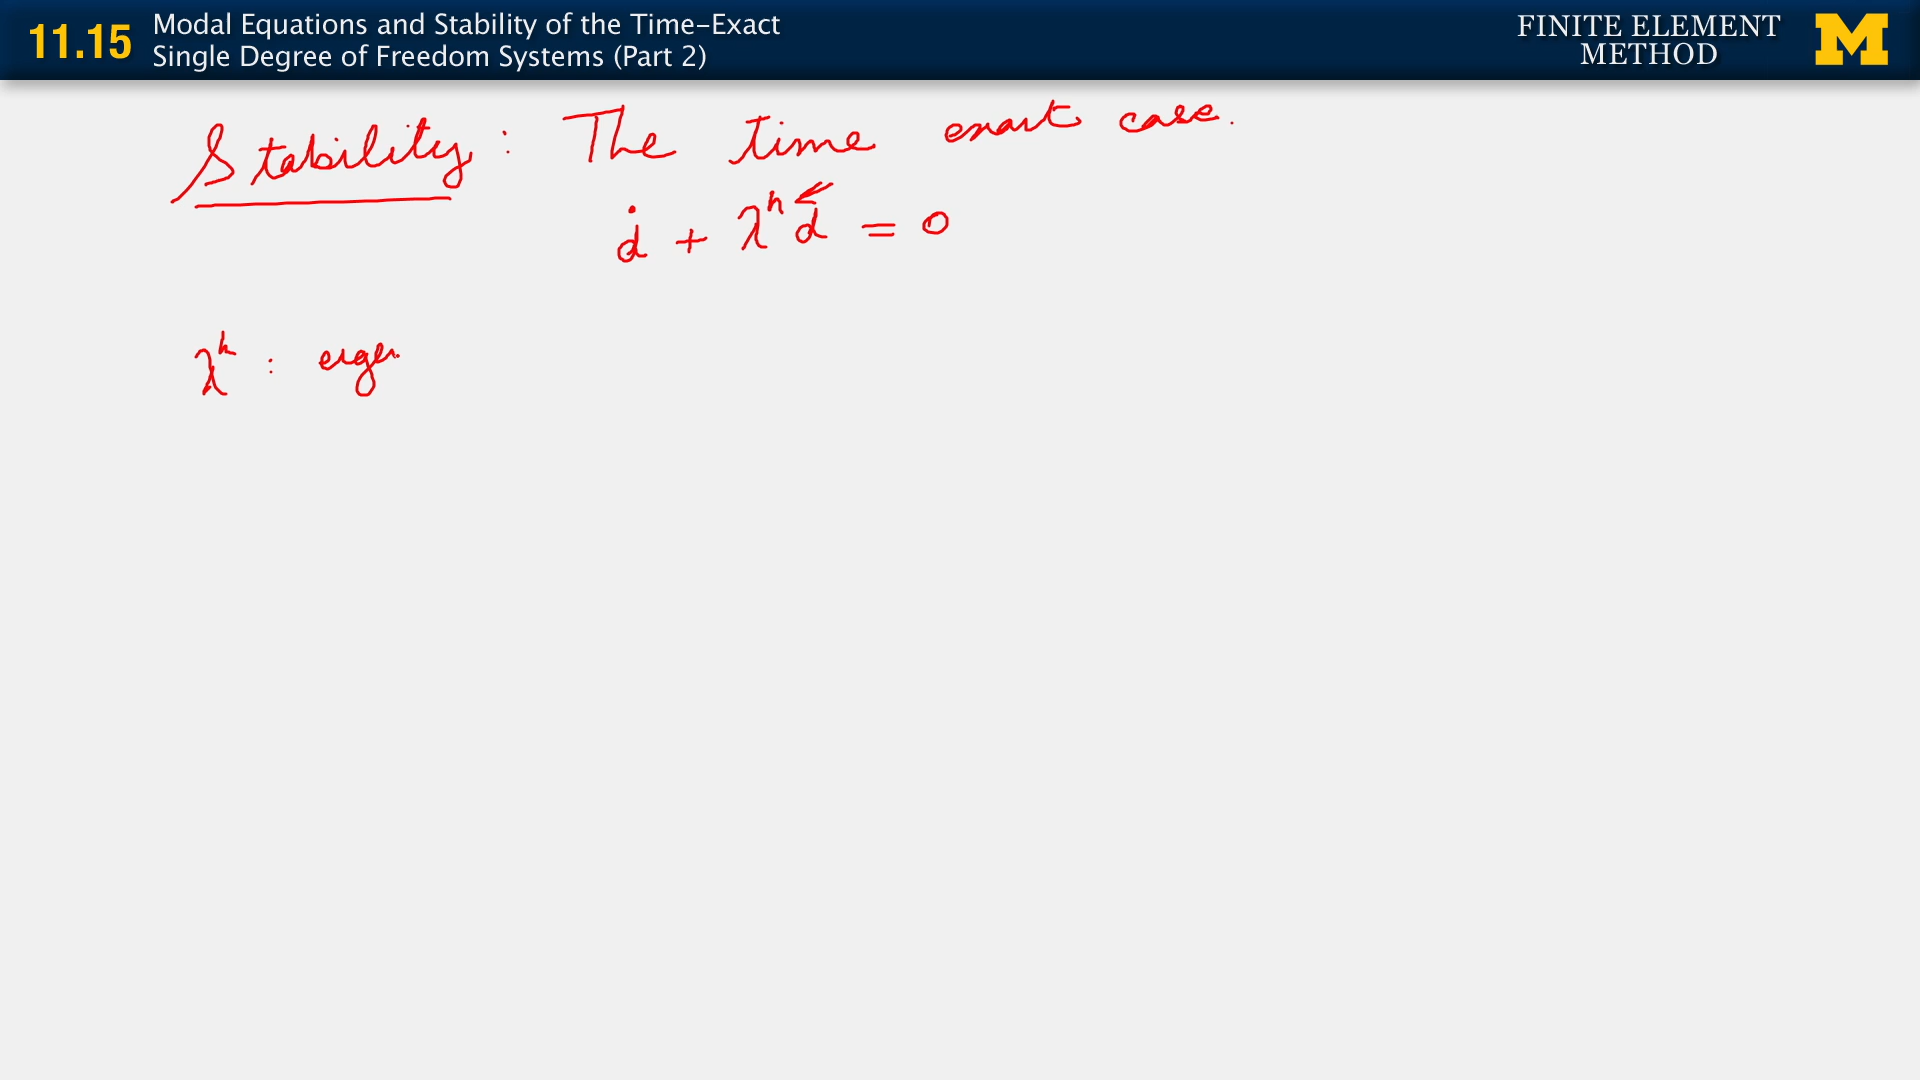 11.15
Modal Equations and Stability of the Time-Exact
Single Degree of Freedom Systems (Part 2)
FINITE ELEMENT
METHOD
M
Stability : The time exact case.
ḋ + λʰd = 0
λʰ : eigen